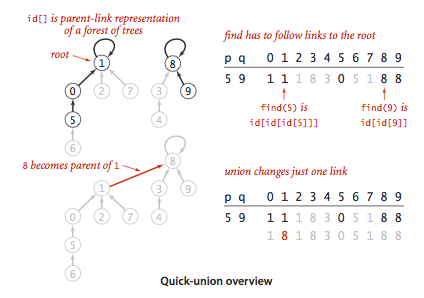 id[] is parent-link representation
of a forest of trees
root
1
8
0
2
7
3
9
5
4
6
find has to follow links to the root
p q 0 1 2 3 4 5 6 7 8 9
5 9 1 1 1 8 3 0 5 1 8 8
find(5) is
id[id[id[5]]]
find(9) is
id[id[9]]
8 becomes parent of 1
8
1
3
9
0
2
7
4
5
6
union changes just one link
p q 0 1 2 3 4 5 6 7 8 9
5 9 1 1 1 8 3 0 5 1 8 8
1 8 1 8 3 0 5 1 8 8
Quick-union overview